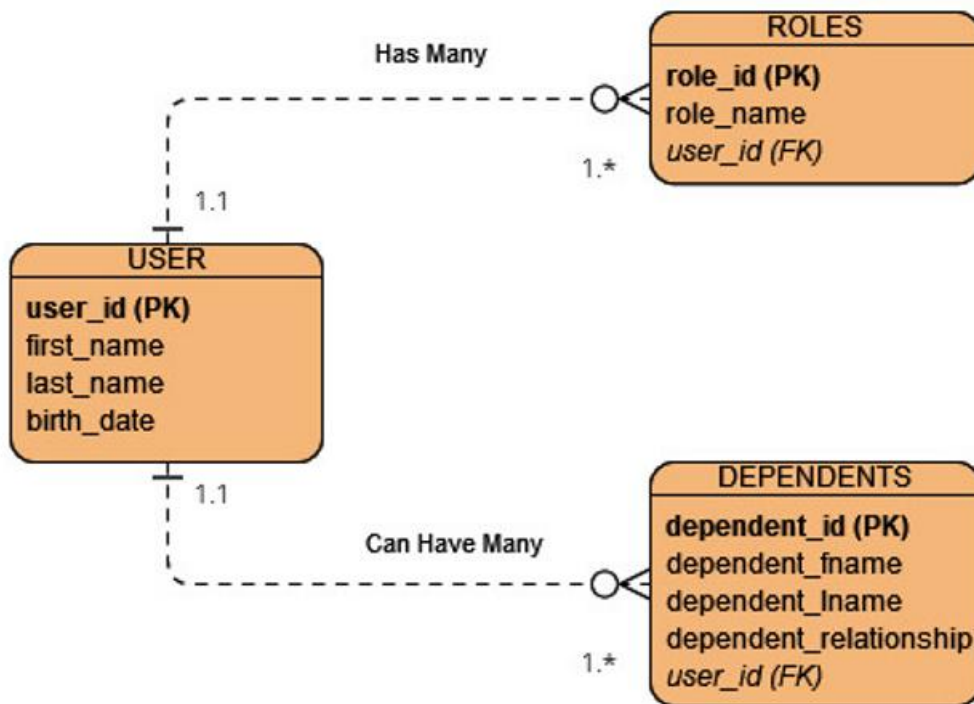 ROLES
Has Many
role_id (PK)
role_name
user_id (FK)
1.*
1.1
USER
user_id (PK)
first_name
last_name
birth_date
1.1
DEPENDENTS
Can Have Many
dependent_id (PK)
dependent_fname
dependent_lname
dependent_relationship
1.*
user_id (FK)